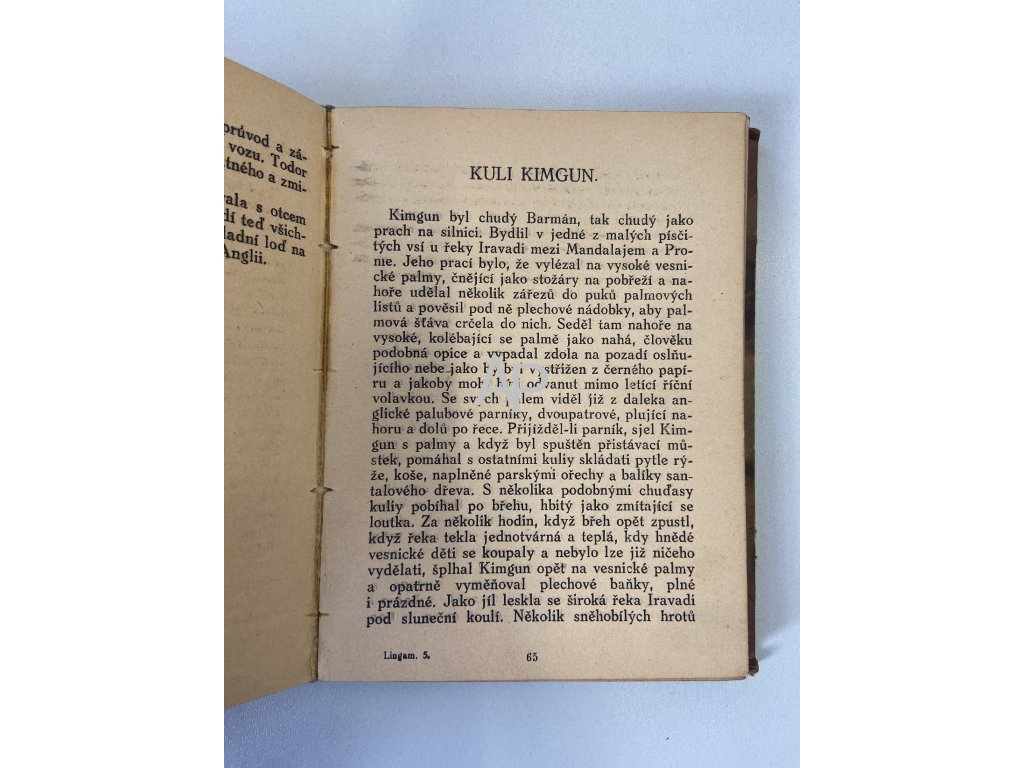 průvod a zá-
vozu. Todor
tného a zmi-
vala s otcem
dí teď všich-
ladní loď na
Anglii.
KULI KIMGUN.
Kimgun byl chudý Barmán, tak chudý jako
prach na silnici. Bydlil v jedné z malých písči-
tých vsí u řeky Iravadi mezi Mandalajem a Pro-
me. Jeho prací bylo, že vylézal na vysoké vesnic-
ké palmy, čnějící jako stožáry na pobřeží a na-
hoře udělal několik zářezů do puků palmových
listů a pověsil pod ně plechové nádobky, aby pal-
mová šťáva crčela do nich. Seděl tam nahoře na
vysoké, kolébající se palmě jako nahá, člověku
podobná opice a vypadal zdola na pozadí oslňu-
jícího nebe jako by byl vystřižen z černého papí-
ru a jakoby mohl být odvanut mimo letící říční
volavkou. Se svých palem viděl již z daleka an-
glické palubové parníky, dvoupatrové, plující na-
horu a dolů po řece. Přijížděl-li parník, sjel Kim-
gun s palmy a když byl spuštěn přistávací můs-
tek, pomáhal s ostatními kuliy skládati pytle rý-
že, koše, naplněné parskými ořechy a balíky san-
talového dřeva. S několika podobnými chuďasy
kuliy pobíhal po břehu, hbitý jako zmítající se
loutka. Za několik hodin, když břeh opět zpustl,
když řeka tekla jednotvárná a teplá, kdy hnědé
vesnické děti se koupaly a nebylo lze již ničeho
vydělati, šplhal Kimgun opět na vesnické palmy
a opatrně vyměňoval plechové baňky, plné
i prázdné. Jako jíl leskla se široká řeka Iravadi
pod sluneční koulí. Několik sněhobílých hrotů
Lingam. 5.
65